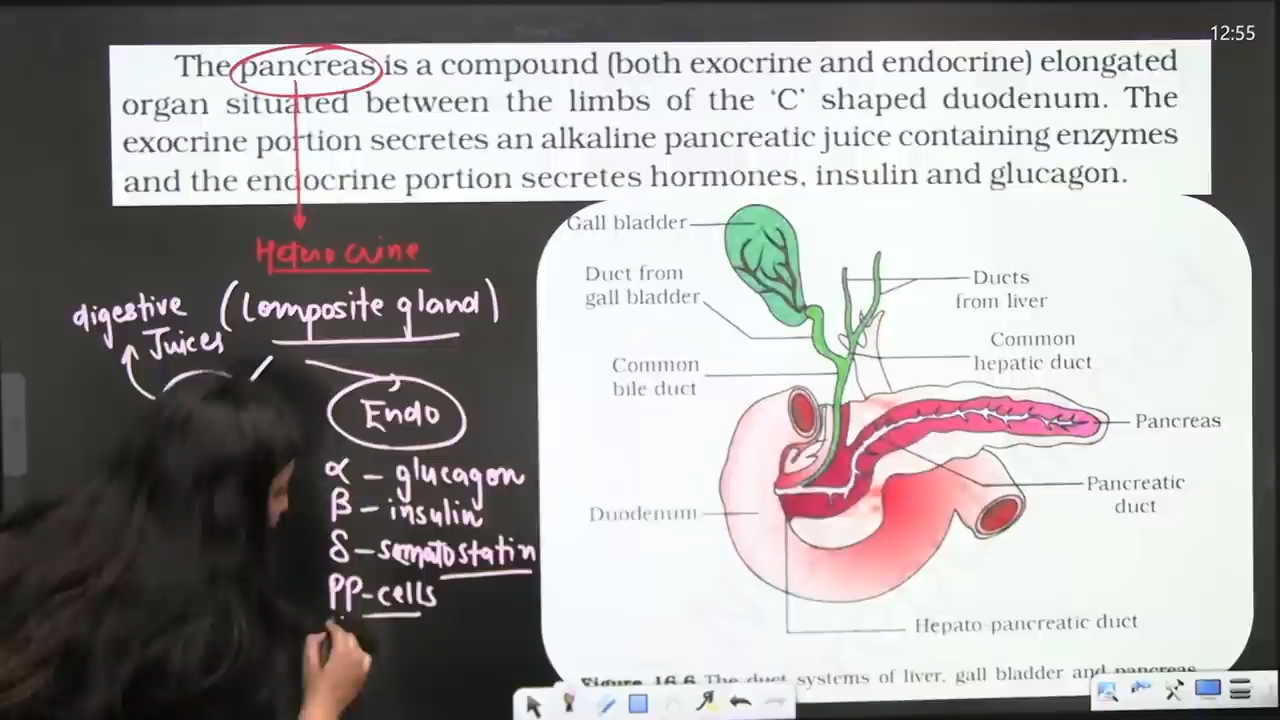 12:55
The pancreas is a compound (both exocrine and endocrine) elongated
organ situated between the limbs of the 'C' shaped duodenum. The
exocrine portion secretes an alkaline pancreatic juice containing enzymes
and the endocrine portion secretes hormones, insulin and glucagon.
crine
digestive
Juices
(Composite gland)
Endo
α – glucagon
β – insulin
δ – somatostatin
PP-cells
Gall bladder
Duct from
gall bladder
Common
bile duct
Duodenum
Ducts
from liver
Common
hepatic duct
Pancreas
Pancreatic
duct
Hepato-pancreatic duct
Figure 16.6 The duct systems of liver, gall bladder and pancreas